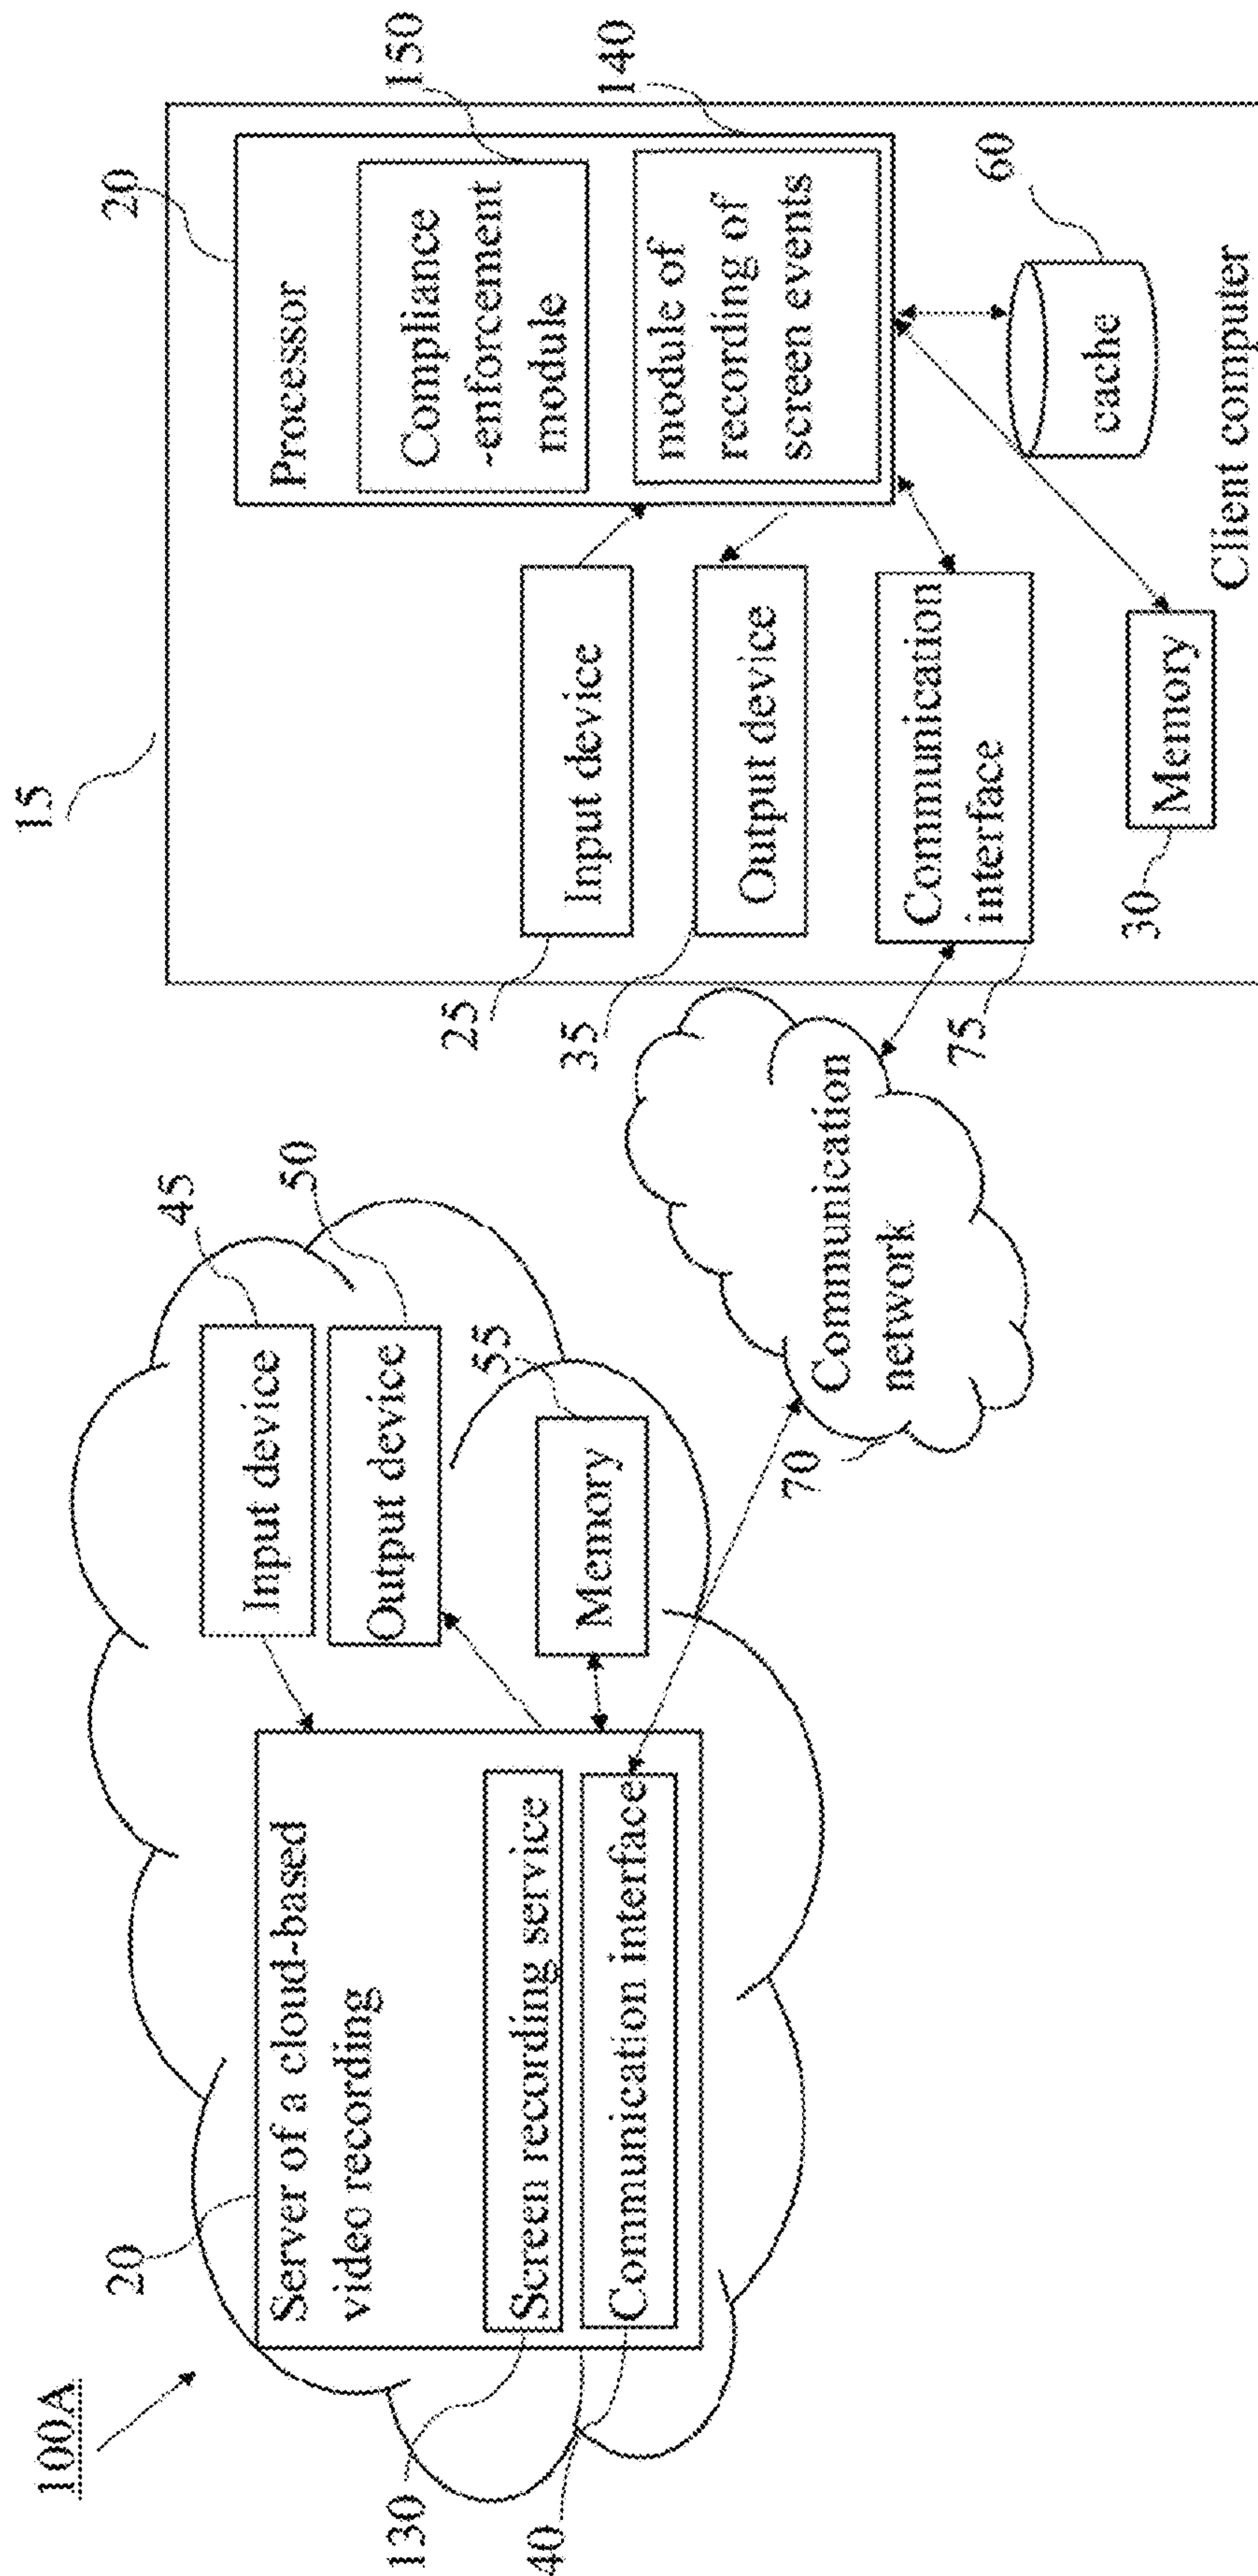 100A
20
Server of a cloud-based
video recording
Screen recording service
Communication interface
130
40
Input device
45
Output device
50
Memory
55
Communication
network
70
15
Processor
20
Compliance
-enforcement
module
150
module of
recording of
screen events
140
Input device
25
Output device
35
Communication
interface
75
Memory
30
cache
60
Client computer